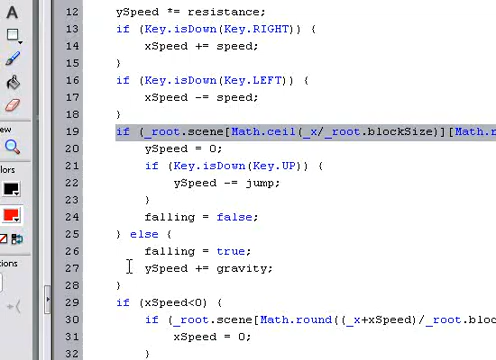 12 ySpeed *= resistance;
13 if (Key.isDown(Key.RIGHT)) {
14 xSpeed += speed;
15 }
16 if (Key.isDown(Key.LEFT)) {
17 xSpeed -= speed;
18 }
19 if (_root.scene[Math.ceil(_x/_root.blockSize)][Math.r
20 ySpeed = 0;
21 if (Key.isDown(Key.UP)) {
22 ySpeed -= jump;
23 }
24 falling = false;
25 } else {
26 falling = true;
27 ySpeed += gravity;
28 }
29 if (xSpeed<0) {
30 if (_root.scene[Math.round((_x+xSpeed)/_root.bloc
31 xSpeed = 0;
32 }
ew
olors
ctions